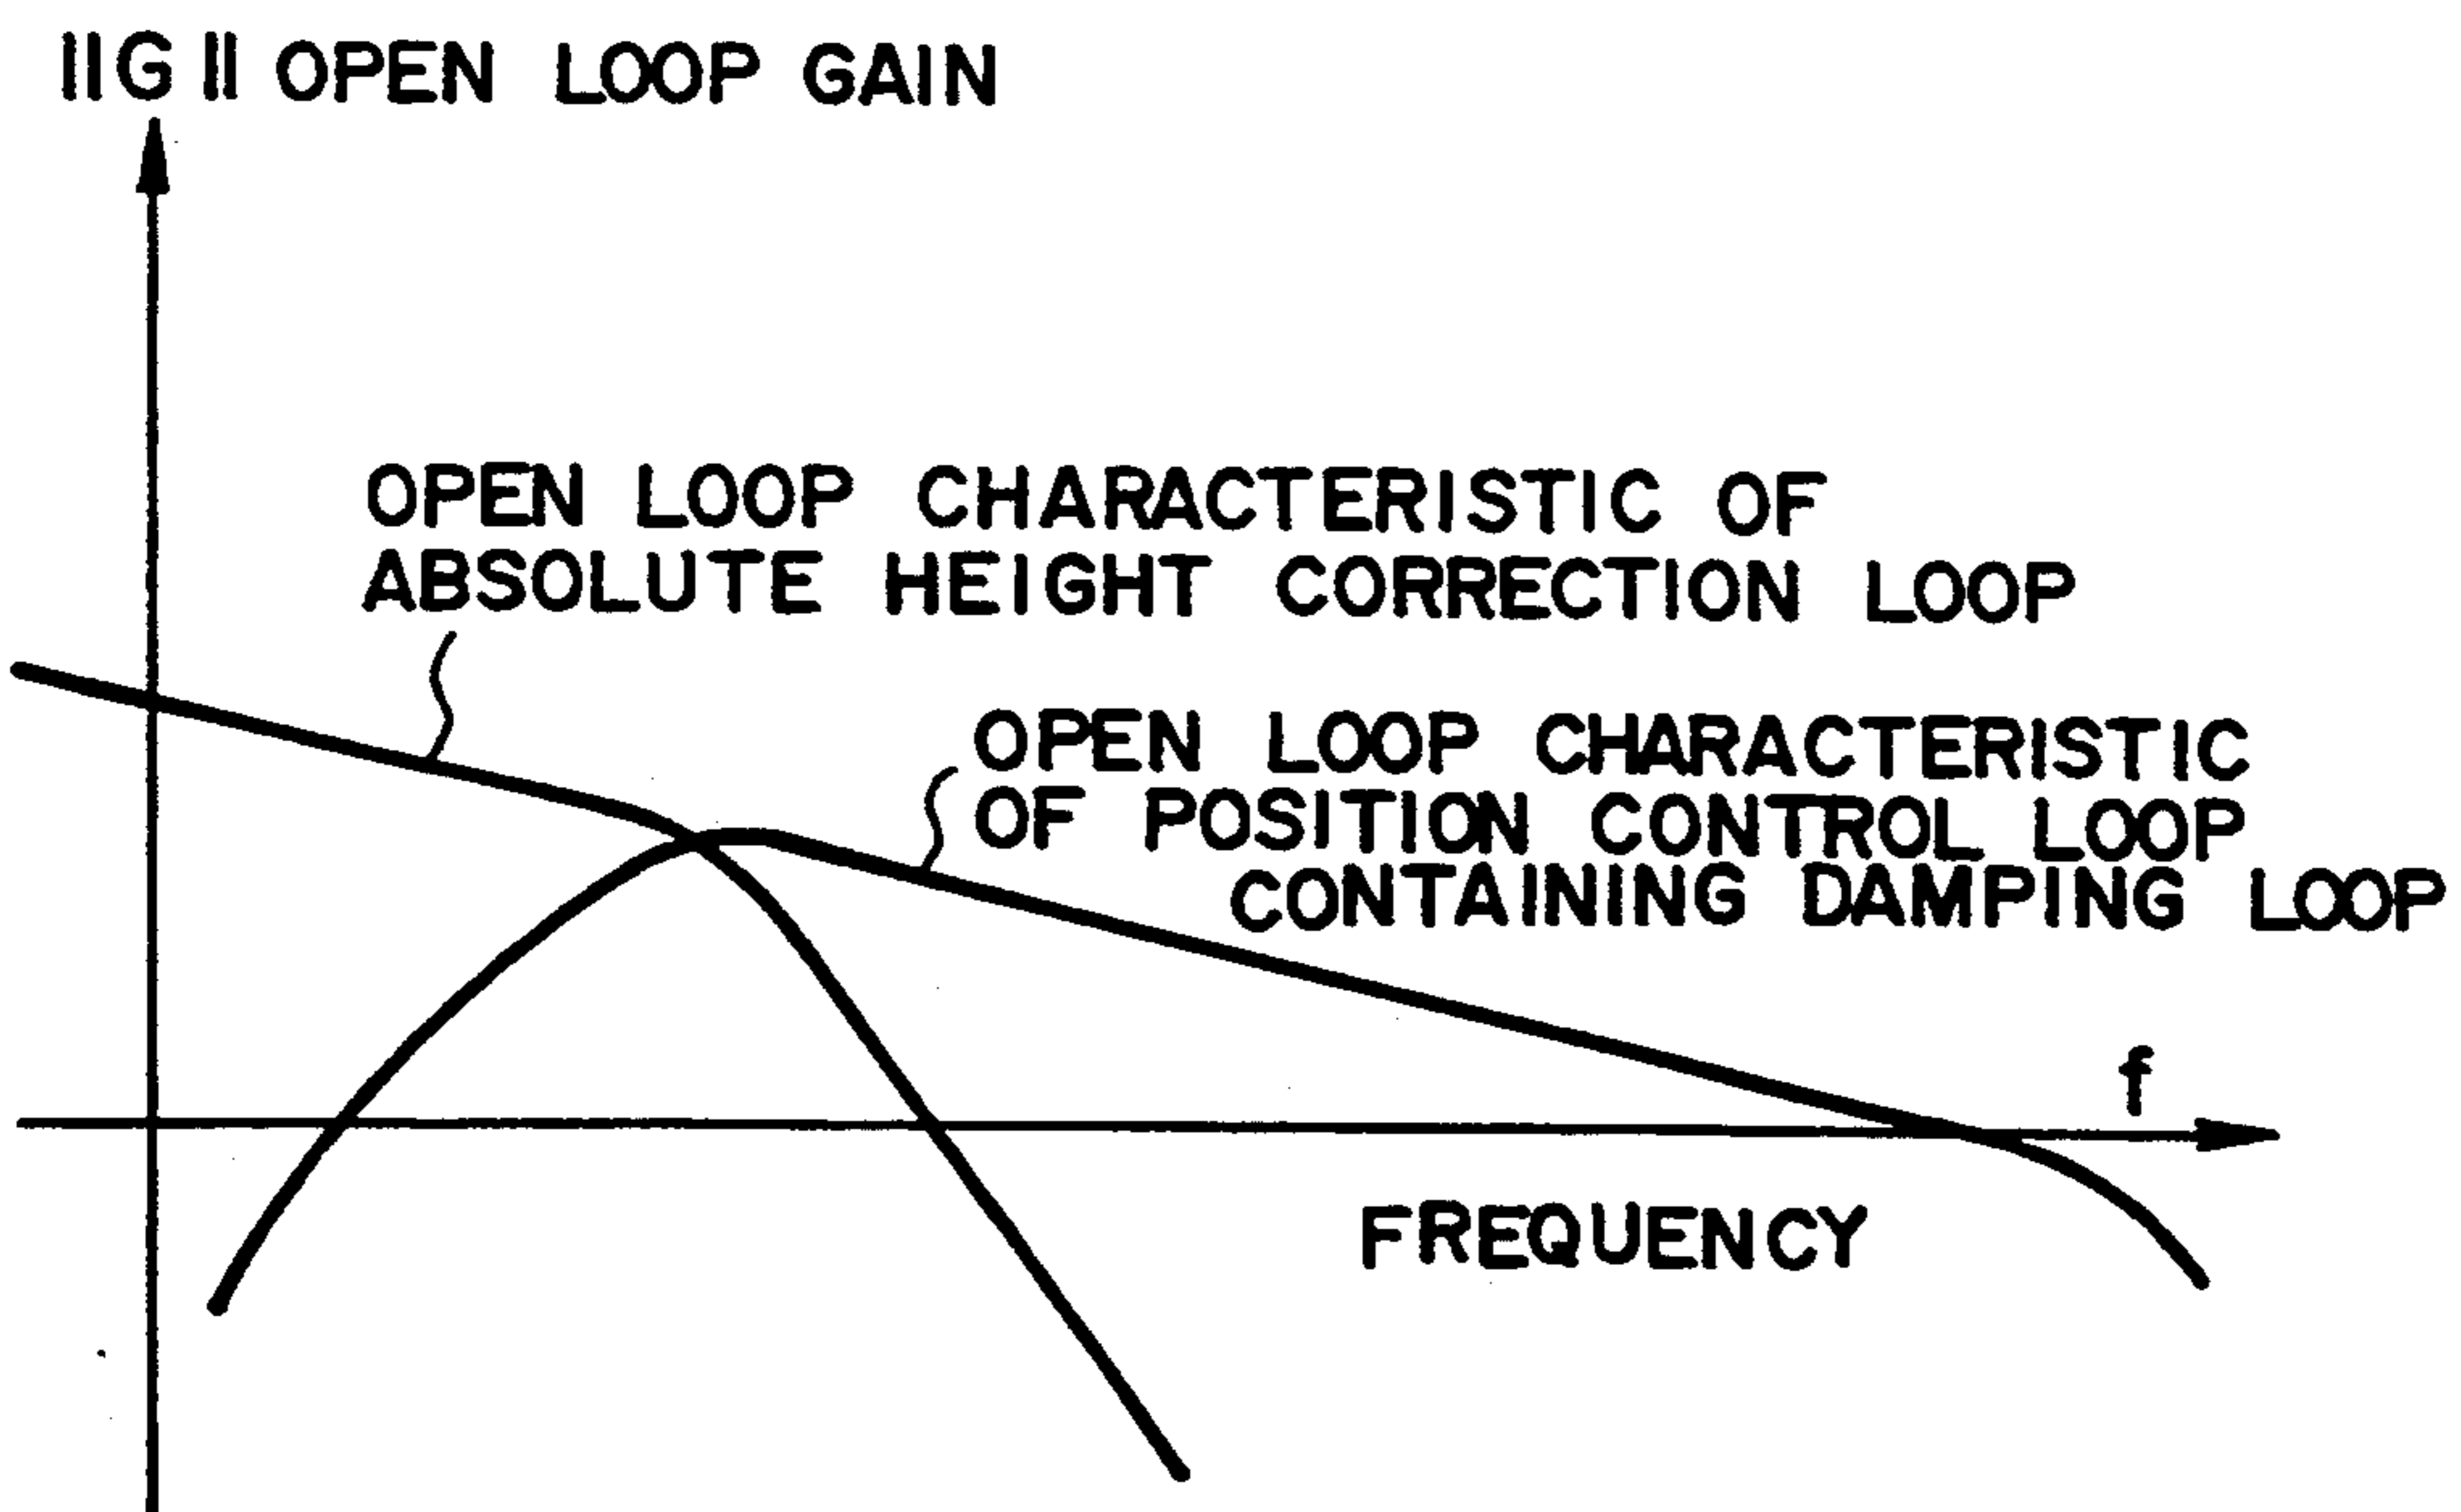 ||G|| OPEN LOOP GAIN
OPEN LOOP CHARACTERISTIC OF
ABSOLUTE HEIGHT CORRECTION LOOP
OPEN LOOP CHARACTERISTIC
OF POSITION CONTROL LOOP
CONTAINING DAMPING LOOP
f
FREQUENCY